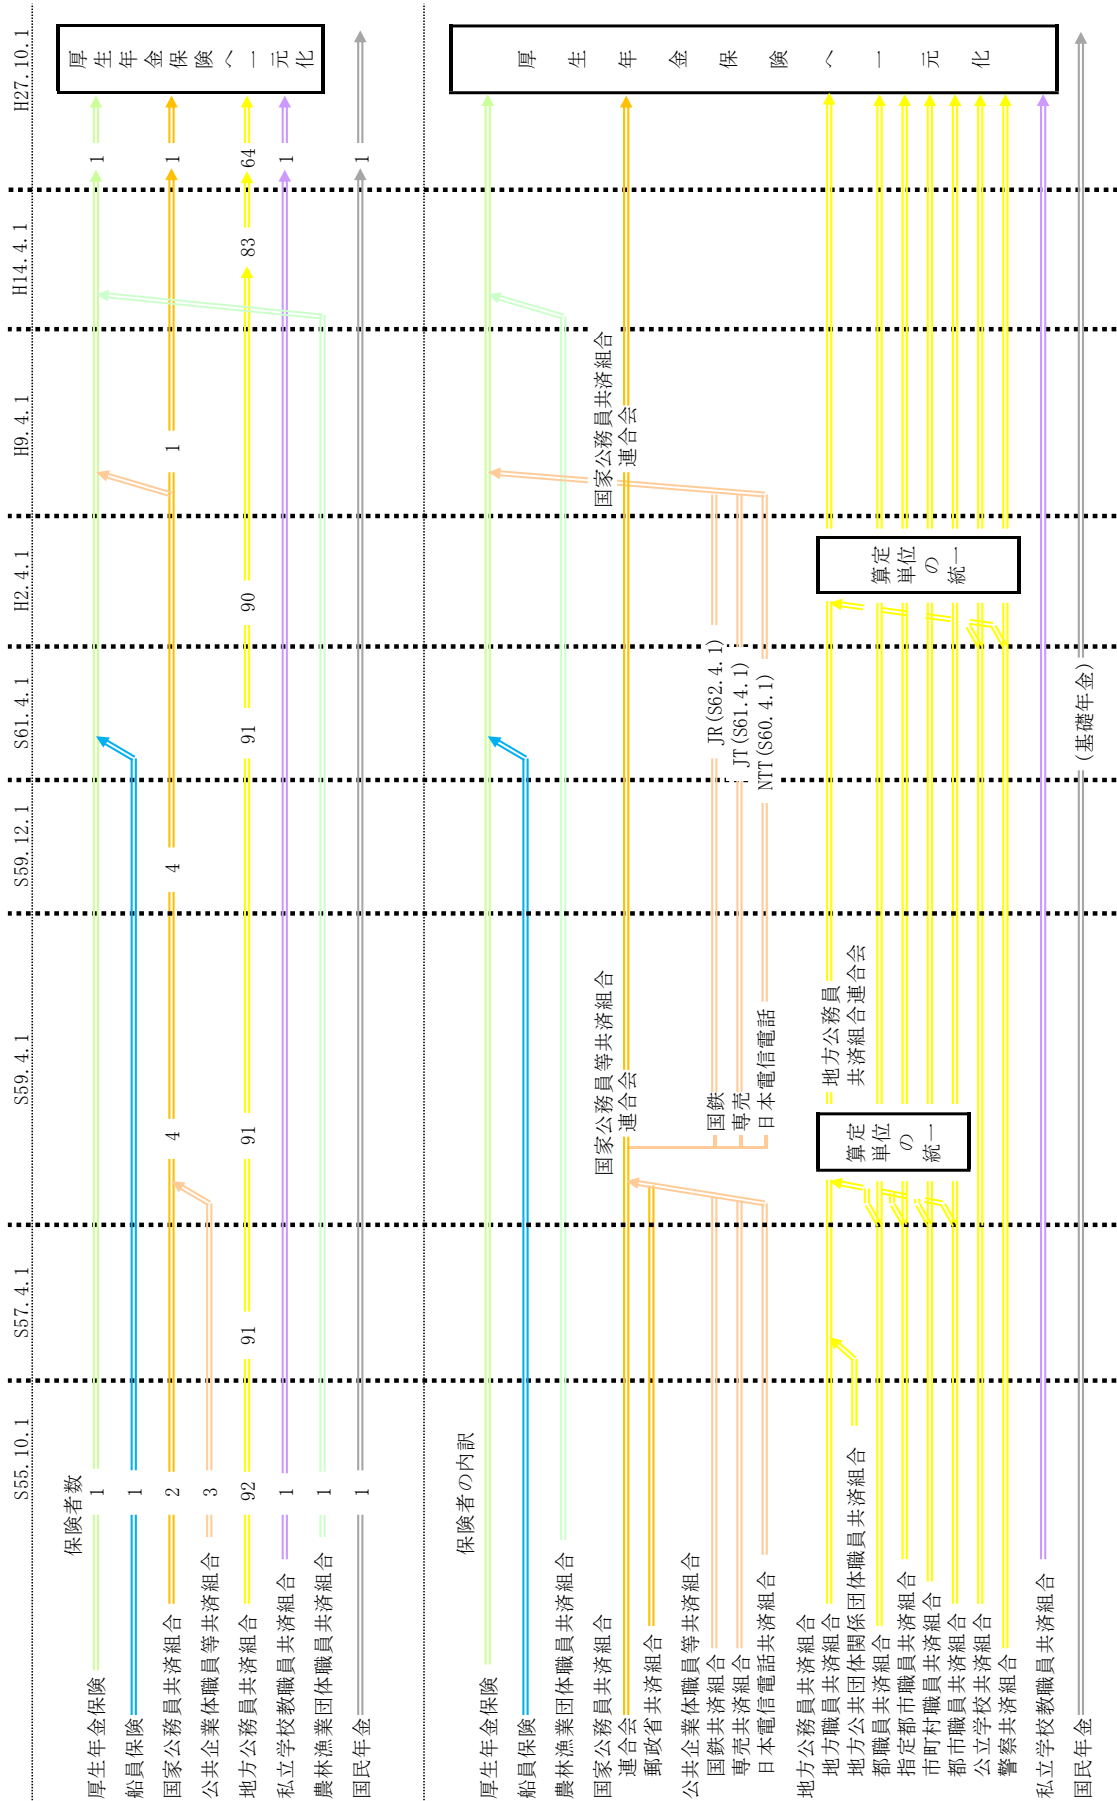 S55.10.1 S57.4.1 S59.4.1 S59.12.1 S61.4.1 H2.4.1 H9.4.1 H14.4.1 H27.10.1
保険者数
厚生年金保険 1 1
船員保険 1
国家公務員共済組合 2 4 4 1 1
公共企業体職員等共済組合 3
地方公務員共済組合 92 91 91 91 90 83 64
私立学校教職員共済組合 1 1
農林漁業団体職員共済組合 1
国民年金 1 1
厚生年金保険へ一元化
保険者の内訳
厚生年金保険
船員保険
農林漁業団体職員共済組合
国家公務員共済組合
連合会
国家公務員等共済組合
連合会
国家公務員共済組合
連合会
郵政省共済組合
公共企業体職員等共済組合
国鉄共済組合 国鉄 JR(S62.4.1)
専売共済組合 専売 JT(S61.4.1)
日本電信電話共済組合 日本電信電話 NTT(S60.4.1)
地方公務員共済組合
地方職員共済組合
地方公務員
共済組合連合会
地方公共団体関係団体職員共済組合
都職員共済組合
指定都市職員共済組合
市町村職員共済組合
都市職員共済組合
公立学校共済組合
警察共済組合
算定
単位
の
統一
算定
単位
の
統一
私立学校教職員共済組合
国民年金 (基礎年金)
厚生年金保険へ一元化